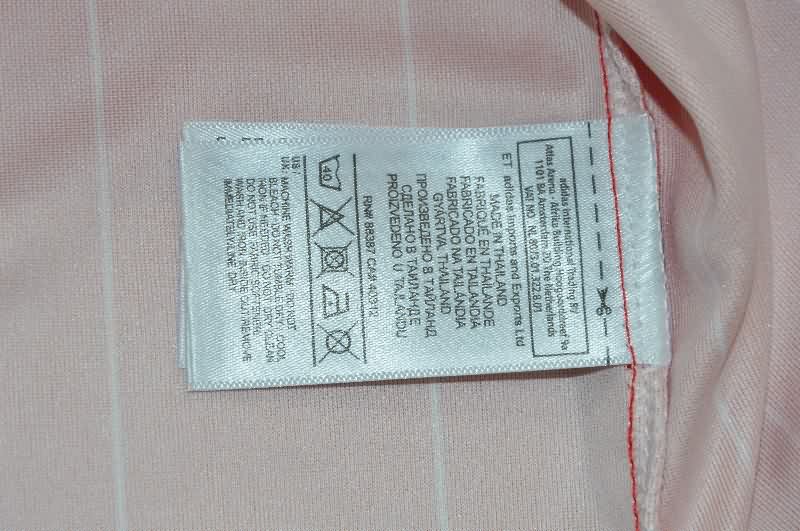 adidas International Trading BV
Atlas Arena - Afrika Building Hoogoorddreef 9a
1101 BA Amsterdam ZO The Netherlands
VAT NO. NL 8073.01.322.B.01
ET adidas Imports and Exports Ltd
MADE IN THAILAND
FABRIQUÉ EN THAILANDE
FABRICADO EN TAILANDIA
FABRICADO NA TAILÂNDIA
GYÁRTVA, THAILAND
ПРОИЗВЕДЕНО В ТАЙЛАНД
СДЕЛАНО В ТАИЛАНДЕ
PROIZVEDENO U TAJLANDU
RN# 88387 CA# 40312
40
US /
UK: MACHINE WASH WARM DO NOT
BLEACH DO NOT TUMBLE DRY COOL
IRON IF NEEDED DO NOT DRY CLEAN
DO NOT USE FABRIC SOFTENER
WASH AND IRON INSIDE OUT REMOVE
IMMEDIATELY LINE DRY